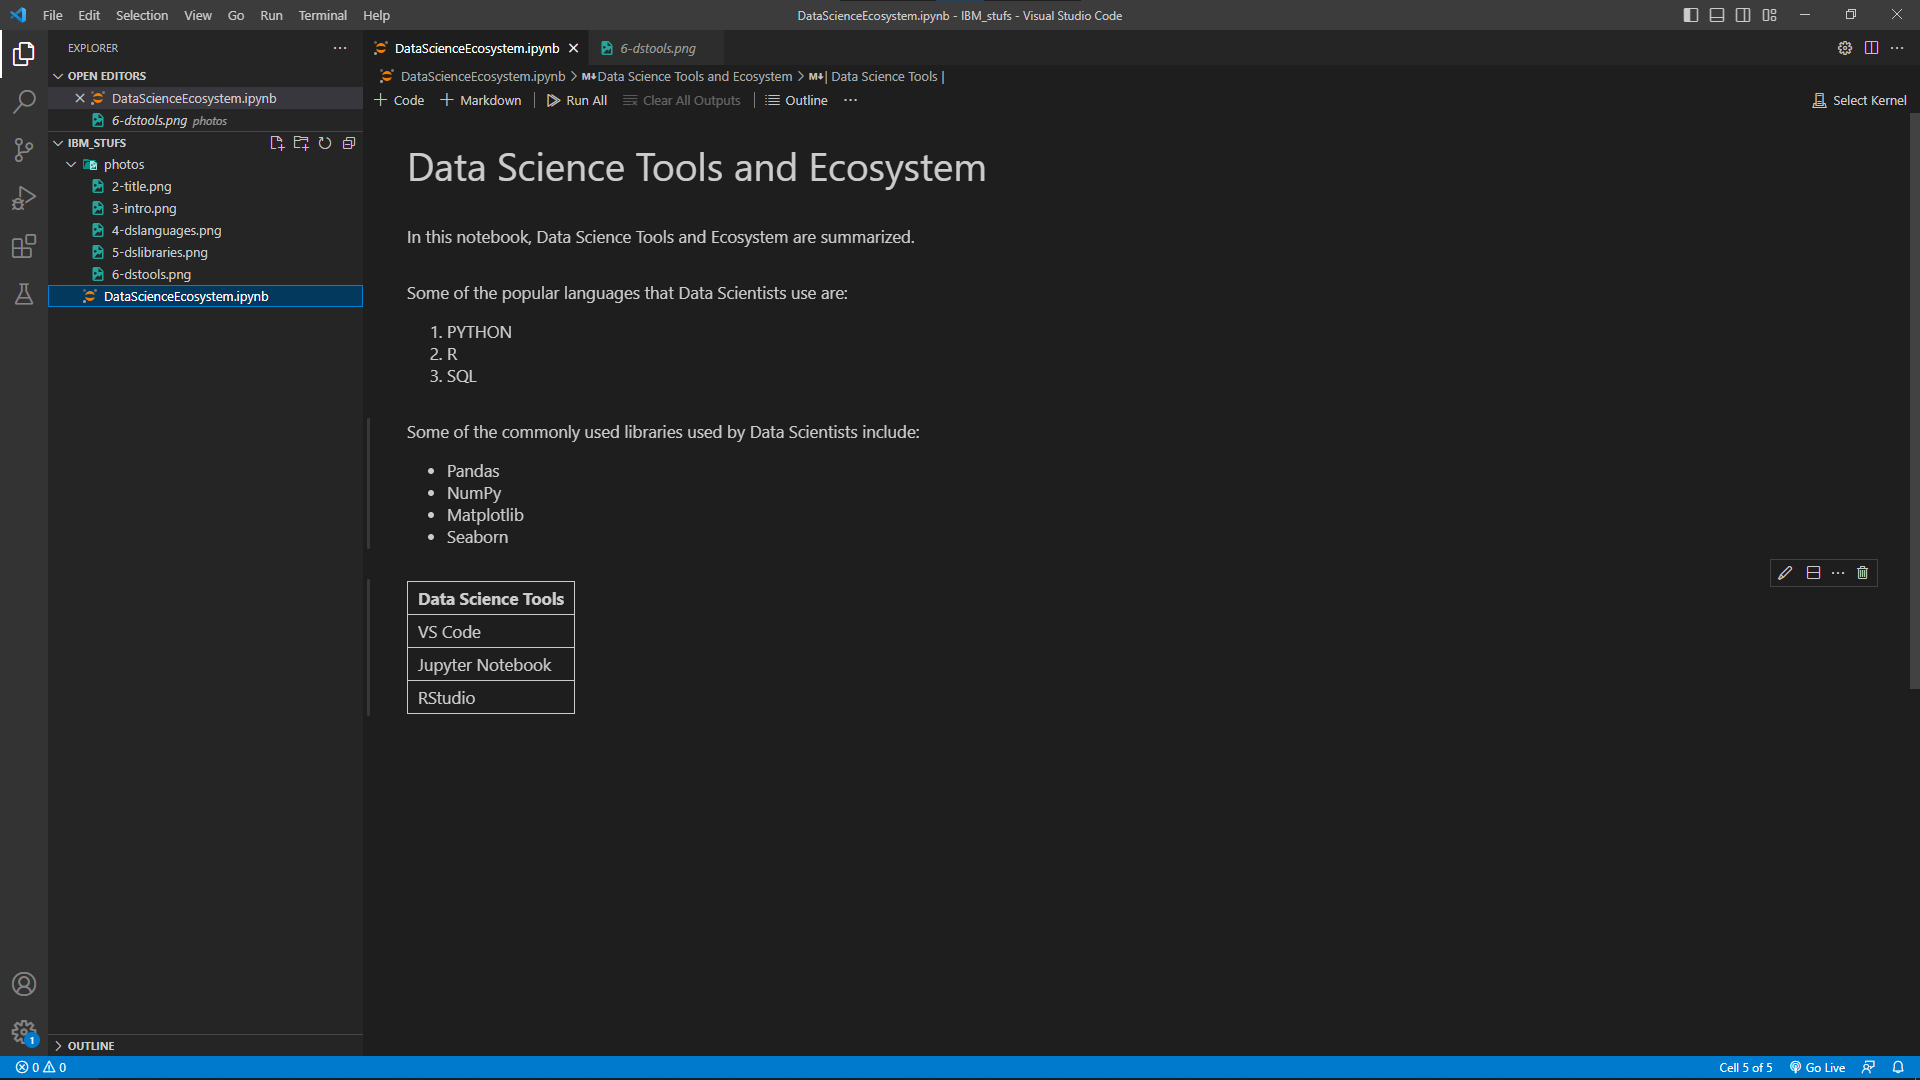 File Edit Selection View Go Run Terminal Help
DataScienceEcosystem.ipynb - IBM_stufs - Visual Studio Code
EXPLORER
OPEN EDITORS
DataScienceEcosystem.ipynb
6-dstools.png photos
IBM_STUFS
photos
2-title.png
3-intro.png
4-dslanguages.png
5-dslibraries.png
6-dstools.png
DataScienceEcosystem.ipynb
OUTLINE
DataScienceEcosystem.ipynb 6-dstools.png
DataScienceEcosystem.ipynb > M Data Science Tools and Ecosystem > M | Data Science Tools |
Code Markdown Run All Clear All Outputs Outline
Select Kernel
Data Science Tools and Ecosystem
In this notebook, Data Science Tools and Ecosystem are summarized.
Some of the popular languages that Data Scientists use are:
1. PYTHON
2. R
3. SQL
Some of the commonly used libraries used by Data Scientists include:
• Pandas
• NumPy
• Matplotlib
• Seaborn
Data Science Tools
VS Code
Jupyter Notebook
RStudio
1
0 0
Cell 5 of 5 Go Live